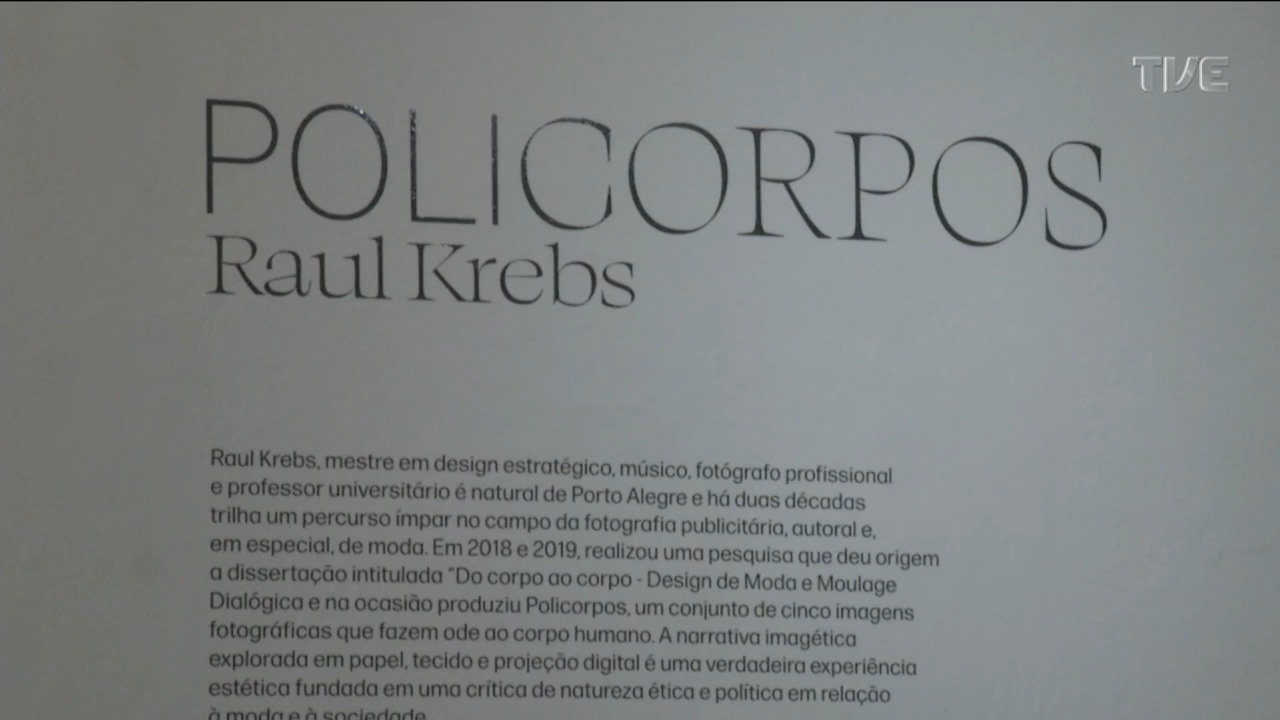 TVE
POLICORPOS
Raul Krebs
Raul Krebs, mestre em design estratégico, músico, fotógrafo profissional
e professor universitário é natural de Porto Alegre e há duas décadas
trilha um percurso ímpar no campo da fotografia publicitária, autoral e,
em especial, de moda. Em 2018 e 2019, realizou uma pesquisa que deu origem
a dissertação intitulada "Do corpo ao corpo - Design de Moda e Moulage
Dialógica e na ocasião produziu Policorpos, um conjunto de cinco imagens
fotográficas que fazem ode ao corpo humano. A narrativa imagética
explorada em papel, tecido e projeção digital é uma verdadeira experiência
estética fundada em uma crítica de natureza ética e política em relação
à moda e à sociedade.